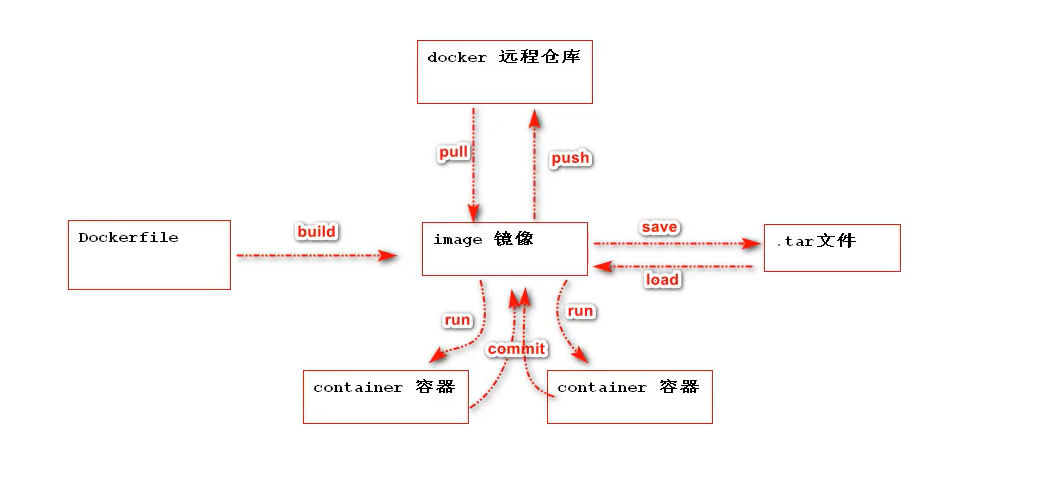 docker 远程仓库
pull
push
Dockerfile
build
image 镜像
save
.tar文件
load
run
run
commit
container 容器
container 容器